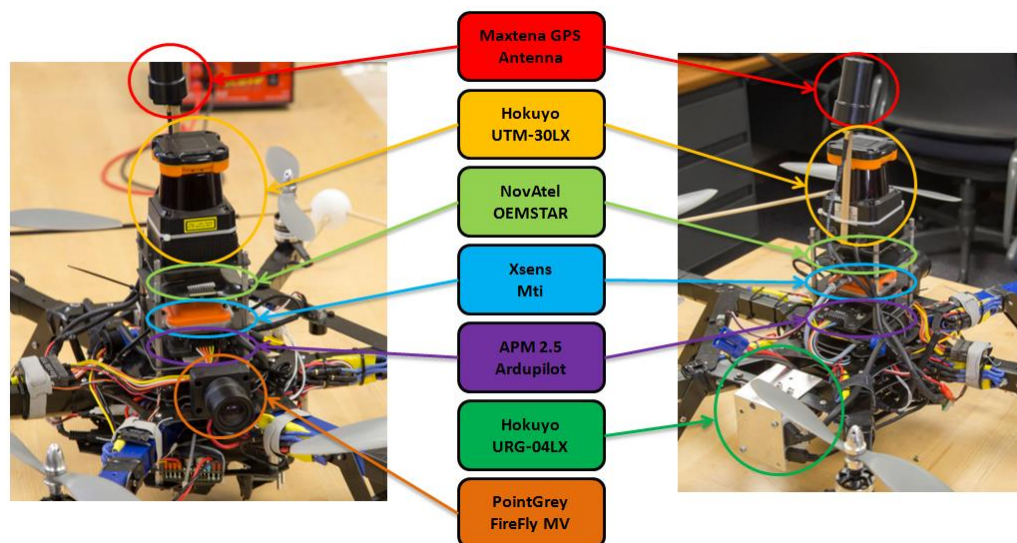 Maxtena GPS
Antenna
Hokuyo
UTM-30LX
NovAtel
OEMSTAR
Xsens
Mti
APM 2.5
Ardupilot
Hokuyo
URG-04LX
PointGrey
FireFly MV